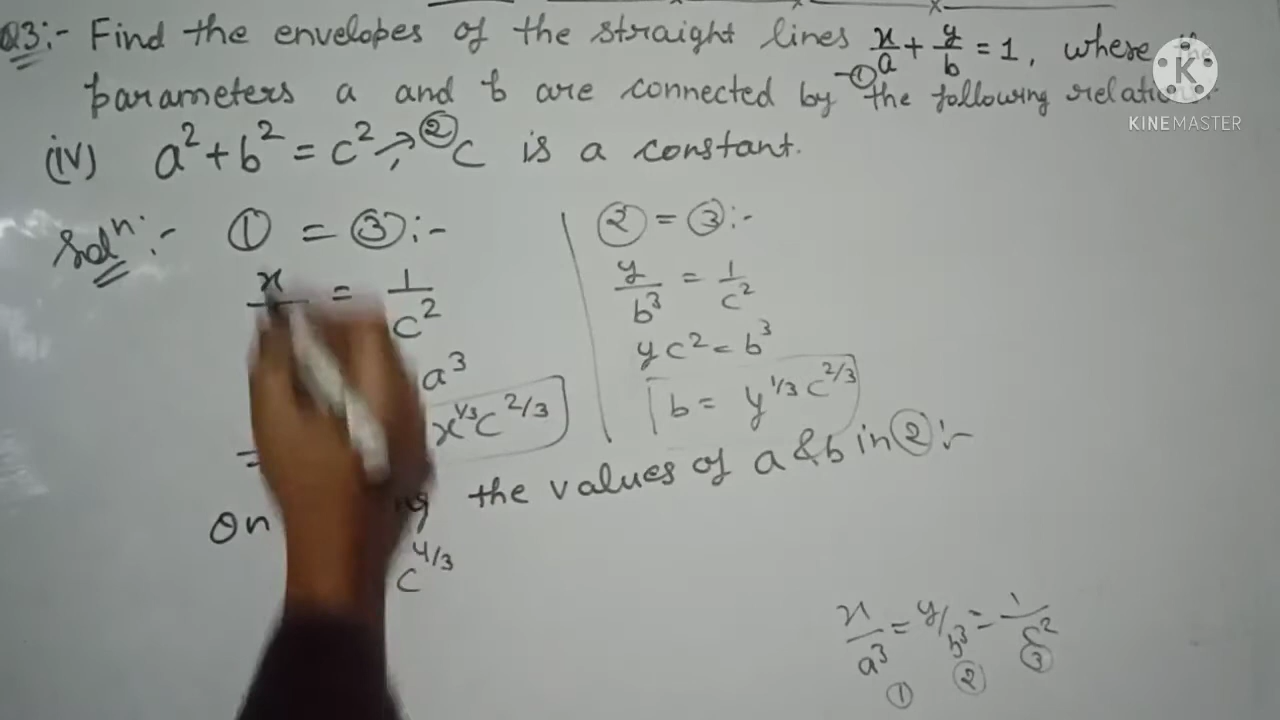 Q3:- Find the envelopes of the straight lines x/a + y/b = 1, where the
parameters a and b are connected by -① the following relations:
(iv) a² + b² = c² → ② c is a constant.
Solⁿ:- ① = ③:-
x = 1/c²
a³
x^1/3 c^2/3
② = ③:-
y/b³ = 1/c²
yc² = b³
b = y^1/3 c^2/3
On the values of a & b in ②:-
c^4/3
x/a³ = y/b³ = 1/c²
① ② ③
K
KINEMASTER